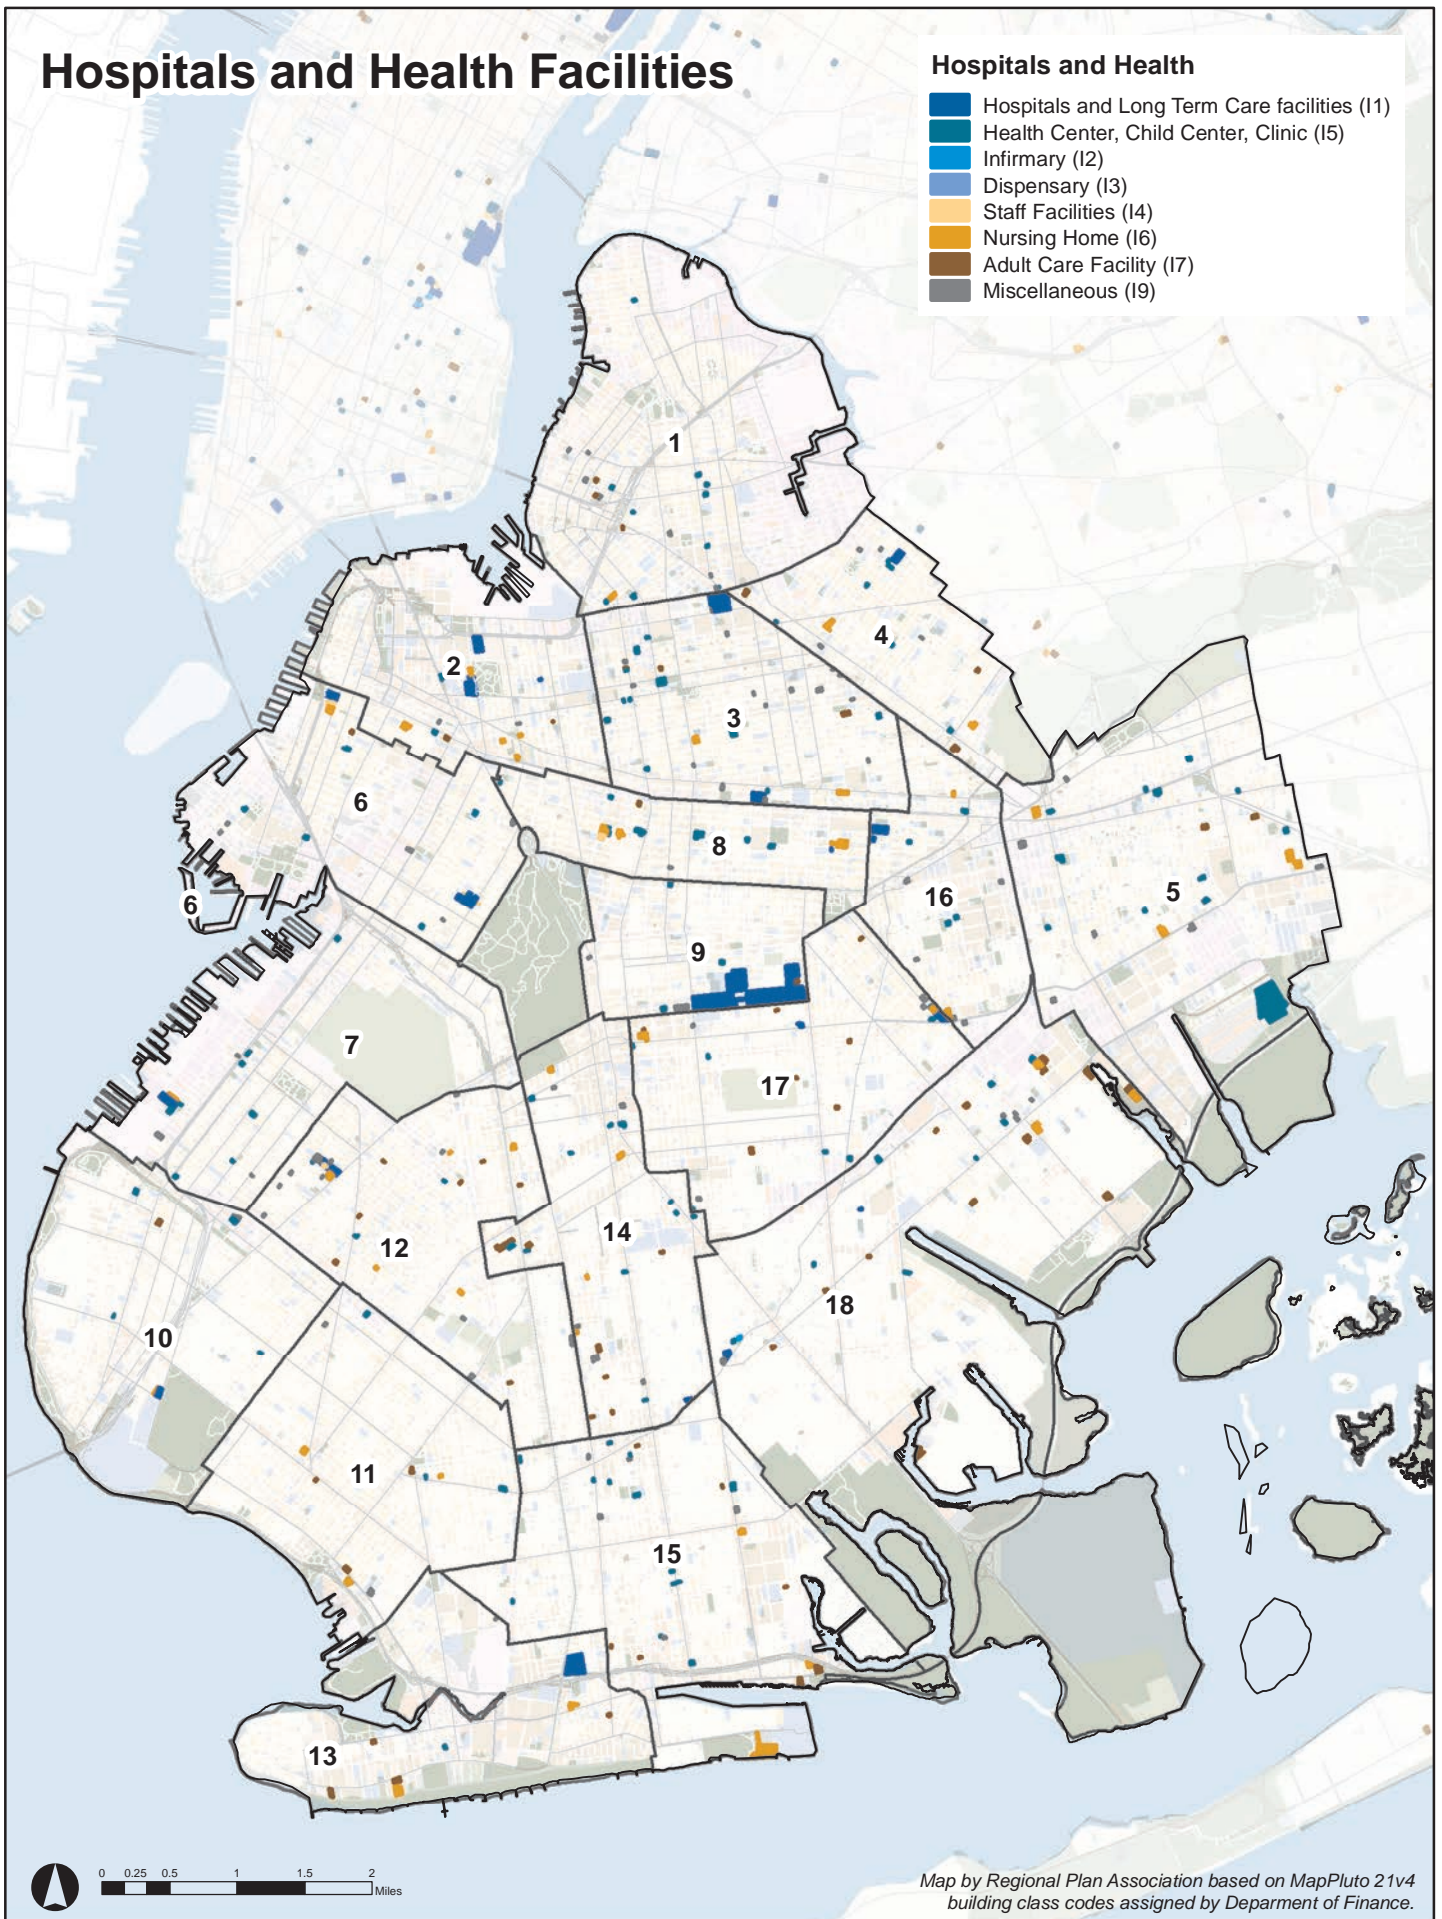 Hospitals and Health Facilities
Hospitals and Health
Hospitals and Long Term Care facilities (I1)
Health Center, Child Center, Clinic (I5)
Infirmary (I2)
Dispensary (I3)
Staff Facilities (I4)
Nursing Home (I6)
Adult Care Facility (I7)
Miscellaneous (I9)
1
4
2
3
6
8
16
5
6
9
7
17
14
12
18
10
11
15
13
0 0.25 0.5 1 1.5 2
Miles
Map by Regional Plan Association based on MapPluto 21v4
building class codes assigned by Deparment of Finance.